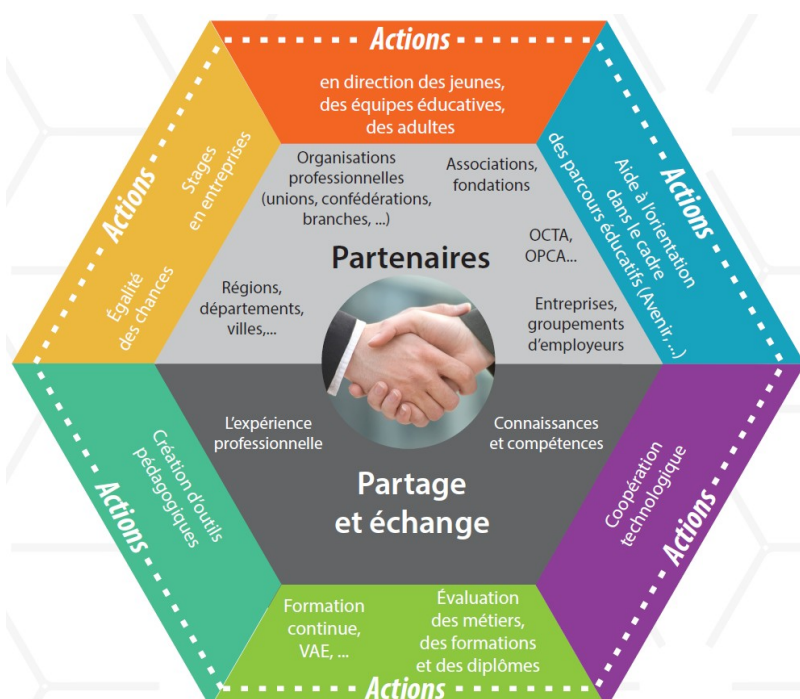 Actions
en direction des jeunes,
des équipes éducatives,
des adultes
Actions
Stages
en entreprises
Égalité
des chances
Actions
Aide à l'orientation
dans le cadre
des parcours éducatifs (Avenir, ...)
Organisations
professionnelles
(unions, confédérations,
branches, ...)
Associations,
fondations
OCTA,
OPCA...
Partenaires
Régions,
départements,
villes,...
Entreprises,
groupements
d'employeurs
L'expérience
professionnelle
Connaissances
et compétences
Partage
et échange
Création d'outils
pédagogiques
Actions
Coopération
technologique
Actions
Formation
continue,
VAE, ...
Évaluation
des métiers,
des formations
et des diplômes
Actions